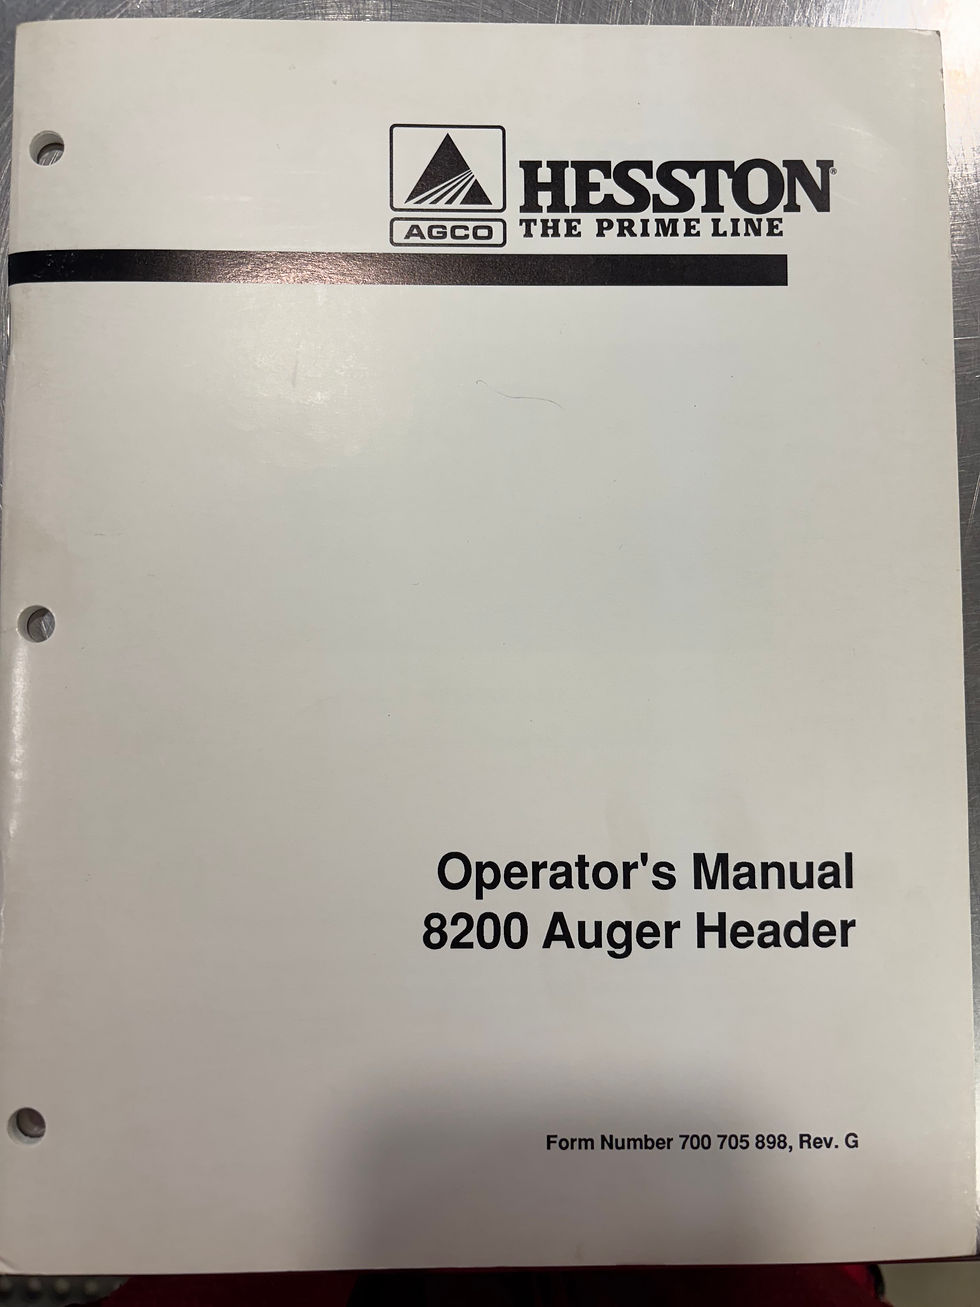 HESSTON®
AGCO THE PRIME LINE
Operator's Manual
8200 Auger Header
Form Number 700 705 898, Rev. G